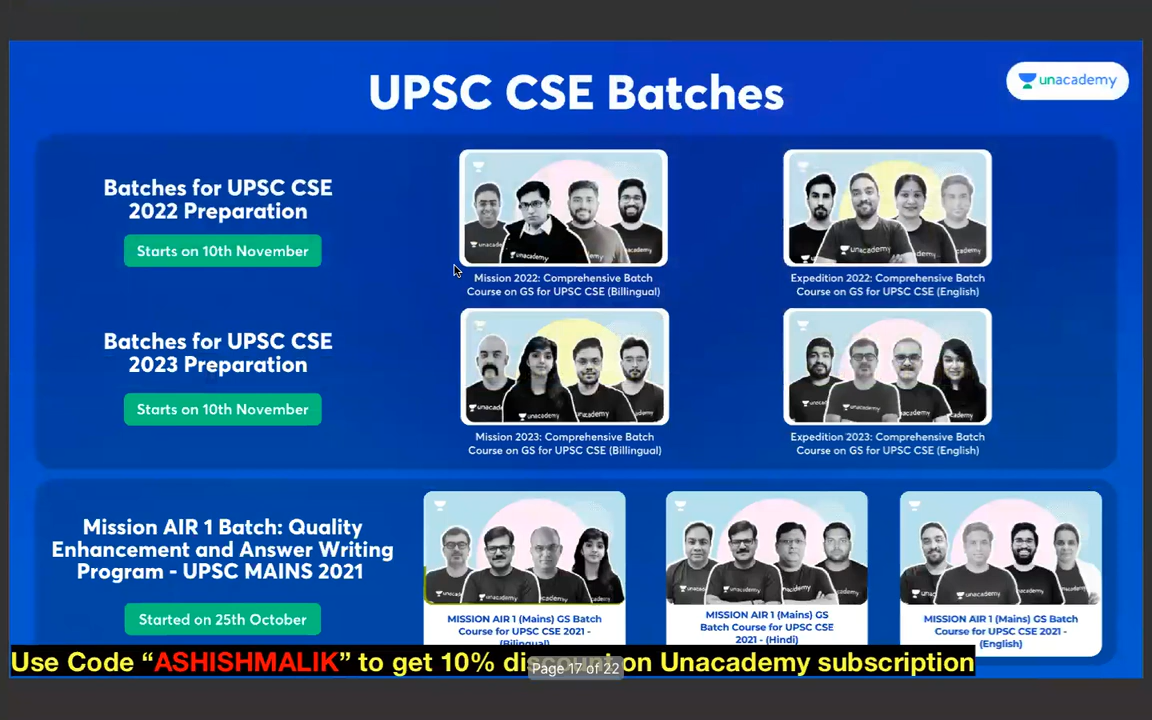 UPSC CSE Batches
unacademy
Batches for UPSC CSE
2022 Preparation
Starts on 10th November
Mission 2022: Comprehensive Batch
Course on GS for UPSC CSE (Billingual)
Expedition 2022: Comprehensive Batch
Course on GS for UPSC CSE (English)
Batches for UPSC CSE
2023 Preparation
Starts on 10th November
Mission 2023: Comprehensive Batch
Course on GS for UPSC CSE (Billingual)
Expedition 2023: Comprehensive Batch
Course on GS for UPSC CSE (English)
Mission AIR 1 Batch: Quality
Enhancement and Answer Writing
Program - UPSC MAINS 2021
Started on 25th October
MISSION AIR 1 (Mains) GS Batch
Course for UPSC CSE 2021 -
(Bilingual)
MISSION AIR 1 (Mains) GS
Batch Course for UPSC CSE
2021 - (Hindi)
MISSION AIR 1 (Mains) GS Batch
Course for UPSC CSE 2021 -
(English)
Use Code “ASHISHMALIK” to get 10% discount on Unacademy subscription
Page 17 of 22